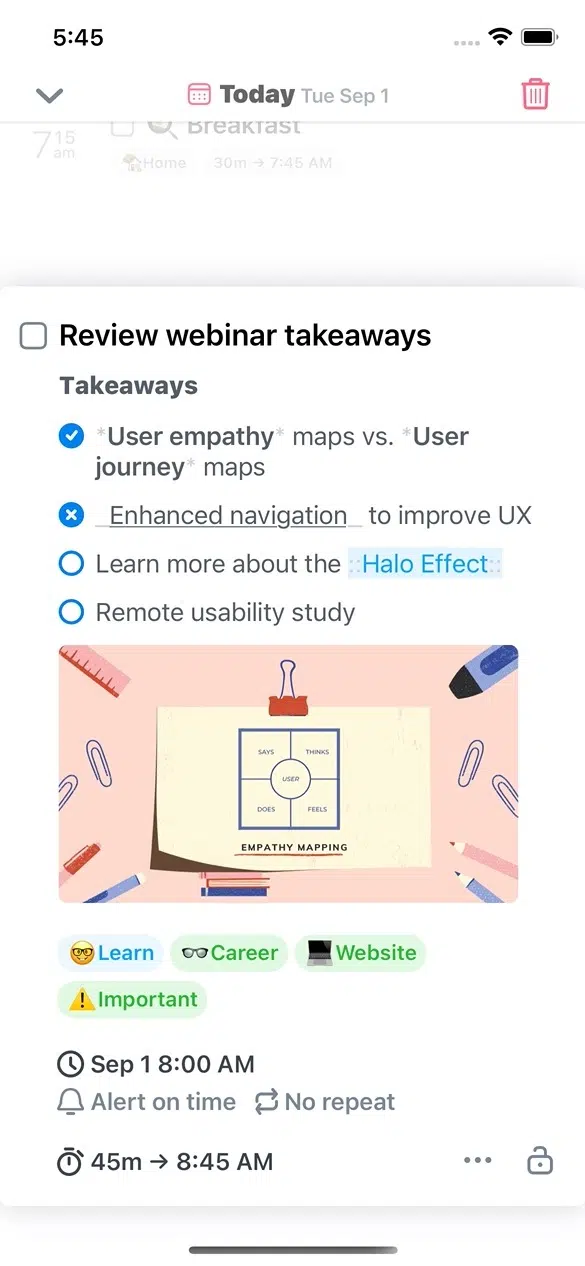 5:45
Today Tue Sep 1
7 15 am
Breakfast
Home 30m → 7:45 AM
Review webinar takeaways
Takeaways
*User empathy* maps vs. *User
journey* maps
_Enhanced navigation_ to improve UX
Learn more about the ::Halo Effect::
Remote usability study
SAYS THINKS
USER
DOES FEELS
EMPATHY MAPPING
🤓Learn 👓Career 💻Website
⚠️Important
Sep 1 8:00 AM
Alert on time No repeat
45m → 8:45 AM